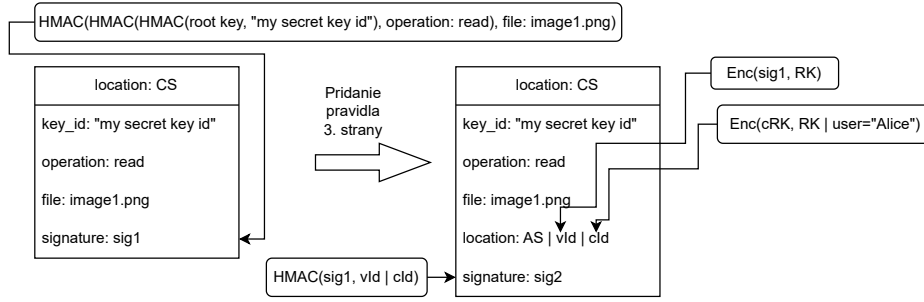 HMAC(HMAC(HMAC(root key, "my secret key id"), operation: read), file: image1.png)
location: CS
key_id: "my secret key id"
operation: read
file: image1.png
signature: sig1
Pridanie
pravidla
3. strany
location: CS
key_id: "my secret key id"
operation: read
file: image1.png
location: AS | vId | cId
signature: sig2
Enc(sig1, RK)
Enc(cRK, RK | user="Alice")
HMAC(sig1, vId | cId)